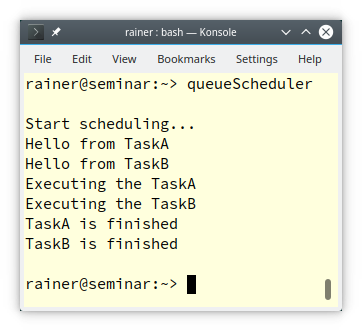 rainer : bash — Konsole
File Edit View Bookmarks Settings Help
rainer@seminar:~> queueScheduler
Start scheduling...
Hello from TaskA
Hello from TaskB
Executing the TaskA
Executing the TaskB
TaskA is finished
TaskB is finished
rainer@seminar:~>